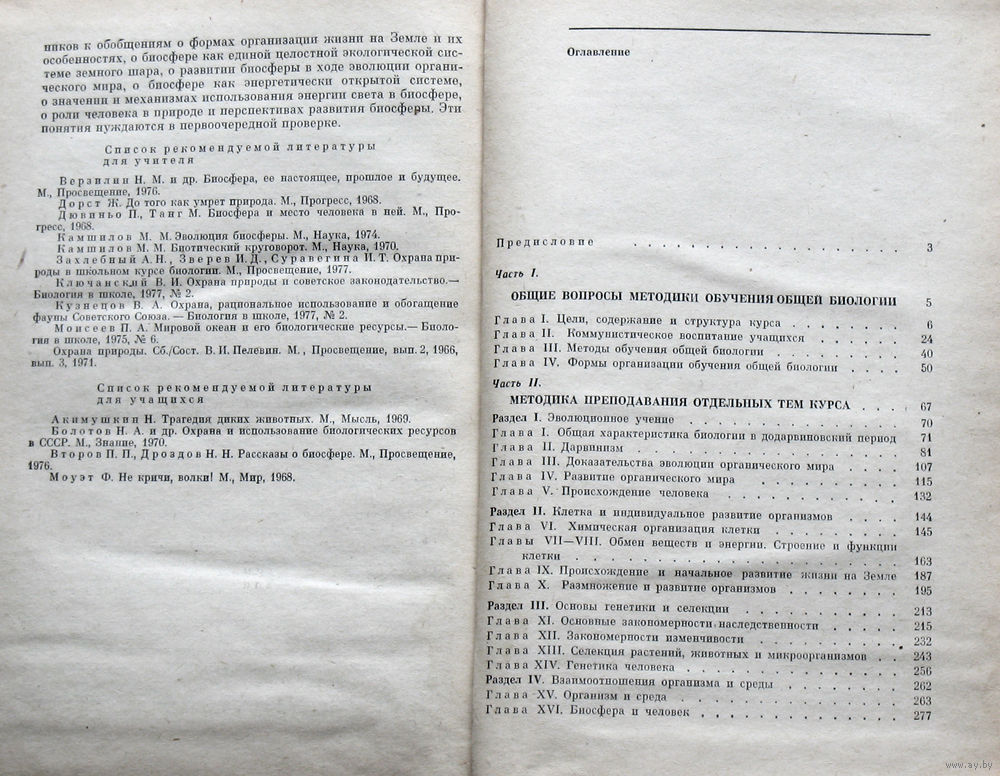 ников к обобщениям о формах организации жизни на Земле и их
особенностях, о биосфере как единой целостной экологической сис-
теме земного шара, о развитии биосферы в ходе эволюции органи-
ческого мира, о биосфере как энергетически открытой системе,
о значении и механизмах использования энергии света в биосфере,
о роли человека в природе и перспективах развития биосферы. Эти
понятия нуждаются в первоочередной проверке.
Список рекомендуемой литературы
для учителя
Верзилин Н. М. и др. Биосфера, ее настоящее, прошлое и будущее.
М., Просвещение, 1976.
Дорст Ж. До того как умрет природа. М., Прогресс, 1968.
Дювиньо П., Танг М. Биосфера и место человека в ней. М., Про-
гресс, 1968.
Камшилов М. М. Эволюция биосферы. М., Наука, 1974.
Камшилов М. М. Биотический круговорот. М., Наука, 1970.
Захлебный А. Н., Зверев И. Д., Суравегина И. Т. Охрана при-
роды в школьном курсе биологии. М., Просвещение, 1977.
Ключанский В. И. Охрана природы и советское законодательство.—
Биология в школе, 1977, № 2.
Кузнецов В. А. Охрана, рациональное использование и обогащение
фауны Советского Союза. — Биология в школе, 1977, № 2.
Моисеев П. А. Мировой океан и его биологические ресурсы.— Биоло-
гия в школе, 1975, № 6.
Охрана природы. Сб./Сост. В. И. Пелевин. М., Просвещение, вып. 2, 1966,
вып. 3, 1971.
Список рекомендуемой литературы
для учащихся
Акимушкин Н. Трагедия диких животных. М., Мысль, 1969.
Болотов Н. А. и др. Охрана и использование биологических ресурсов
в СССР. М., Знание, 1970.
Второв П. П., Дроздов Н. Н. Рассказы о биосфере. М., Просвещение,
1976.
Моуэт Ф. Не кричи, волки! М., Мир, 1968.
Оглавление
Предисловие . . . . . . . . . . . . . . . . 3
Часть I.
ОБЩИЕ ВОПРОСЫ МЕТОДИКИ ОБУЧЕНИЯ ОБЩЕЙ БИОЛОГИИ 5
Глава I. Цели, содержание и структура курса . . . . . . 6
Глава II. Коммунистическое воспитание учащихся . . . . . 24
Глава III. Методы обучения общей биологии . . . . . . . 40
Глава IV. Формы организации обучения общей биологии . . . 50
Часть II.
МЕТОДИКА ПРЕПОДАВАНИЯ ОТДЕЛЬНЫХ ТЕМ КУРСА . . . 67
Раздел I. Эволюционное учение . . . . . . . . . . . 70
Глава I. Общая характеристика биологии в додарвиновский период 71
Глава II. Дарвинизм . . . . . . . . . . . . . 81
Глава III. Доказательства эволюции органического мира . . . 107
Глава IV. Развитие органического мира . . . . . . . . 115
Глава V. Происхождение человека . . . . . . . . . 132
Раздел II. Клетка и индивидуальное развитие организмов . . . . 144
Глава VI. Химическая организация клетки . . . . . . . 145
Главы VII—VIII. Обмен веществ и энергии. Строение и функции
клетки . . . . . . . . . . . . . . . . 163
Глава IX. Происхождение и начальное развитие жизни на Земле 187
Глава X. Размножение и развитие организмов . . . . . . 195
Раздел III. Основы генетики и селекции . . . . . . . . . 213
Глава XI. Основные закономерности наследственности . . . . 215
Глава XII. Закономерности изменчивости . . . . . . . 232
Глава XIII. Селекция растений, животных и микроорганизмов . . 243
Глава XIV. Генетика человека . . . . . . . . . . . 256
Раздел IV. Взаимоотношения организма и среды . . . . . . . 262
Глава XV. Организм и среда . . . . . . . . . . . 263
Глава XVI. Биосфера и человек . . . . . . . . . . 277
© www.ay.by